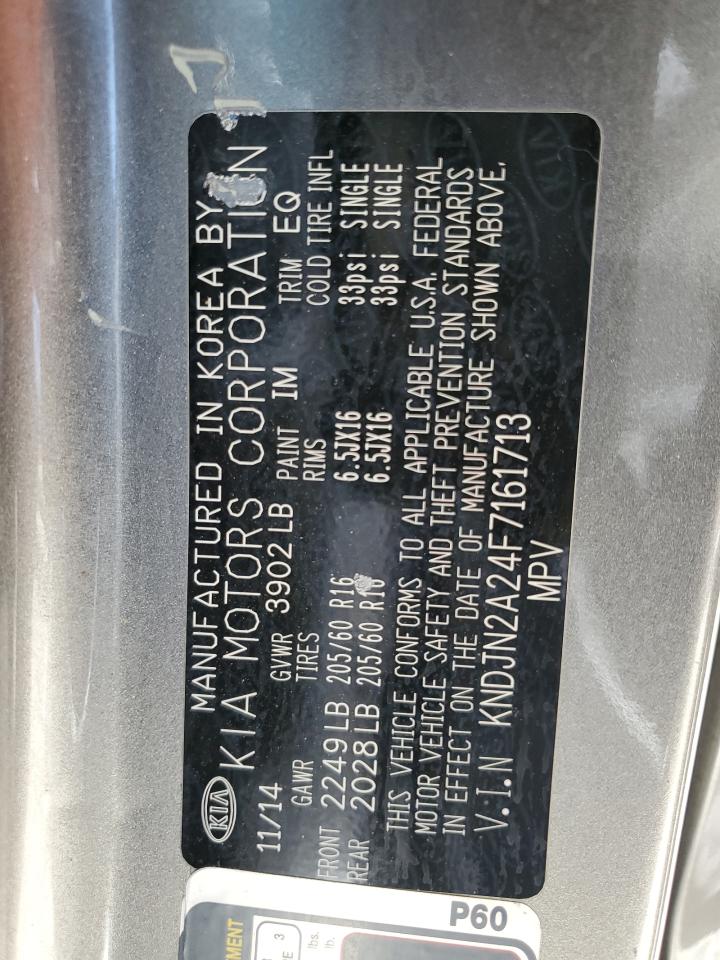 MANUFACTURED IN KOREA BY
KIA KIA MOTORS CORPORATION
11/14 GVWR 3902 LB PAINT IM TRIM EQ
GAWR TIRES RIMS COLD TIRE INFL
FRONT 2249 LB 205/60 R16 6.5JX16 33psi SINGLE
REAR 2028 LB 205/60 R16 6.5JX16 33psi SINGLE
THIS VEHICLE CONFORMS TO ALL APPLICABLE U.S.A. FEDERAL
MOTOR VEHICLE SAFETY AND THEFT PREVENTION STANDARDS
IN EFFECT ON THE DATE OF MANUFACTURE SHOWN ABOVE.
V.I.N KNDJN2A24F7161713
MPV
P60
3
lbs.